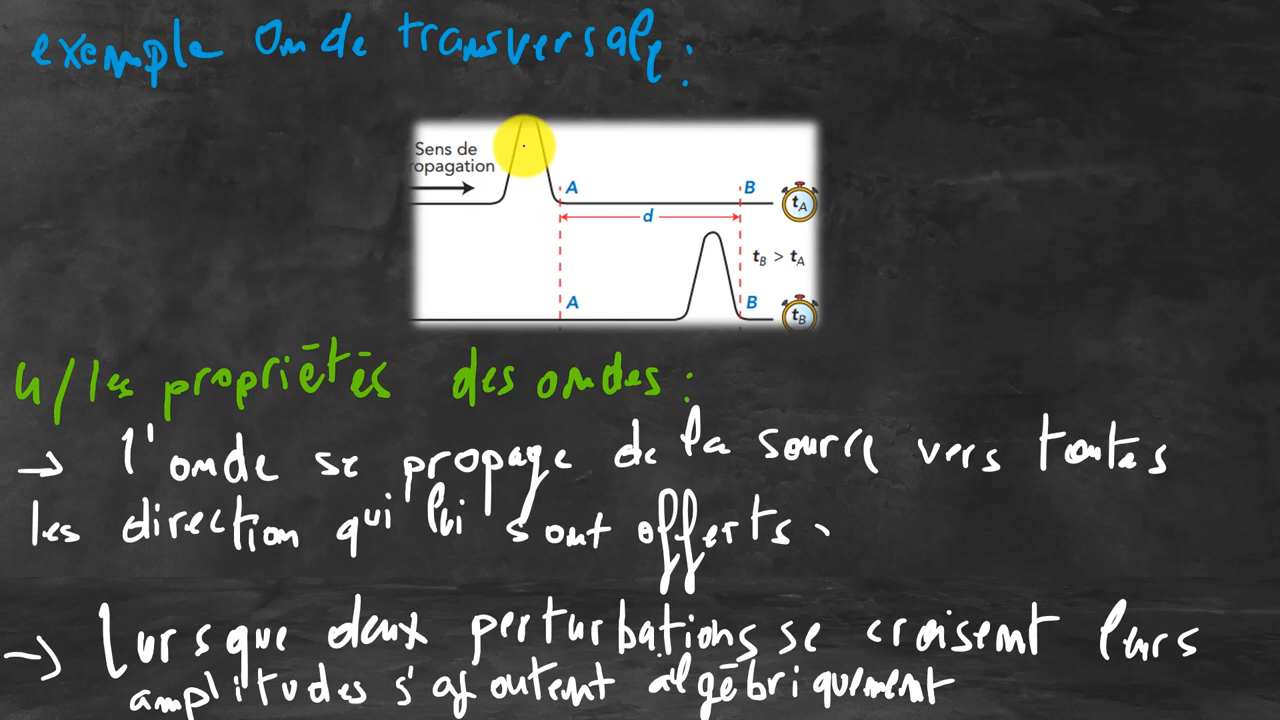 exemple onde transversale :
Sens de
opagation
A B tA
d
tB > tA
A B tB
4/ les propriétés des ondes :
→ l'onde se propage de la source vers toutes
les direction qui lui sont offerts.
→ Lorsque deux perturbations se croisent leurs
amplitudes s'ajoutent algébriquement